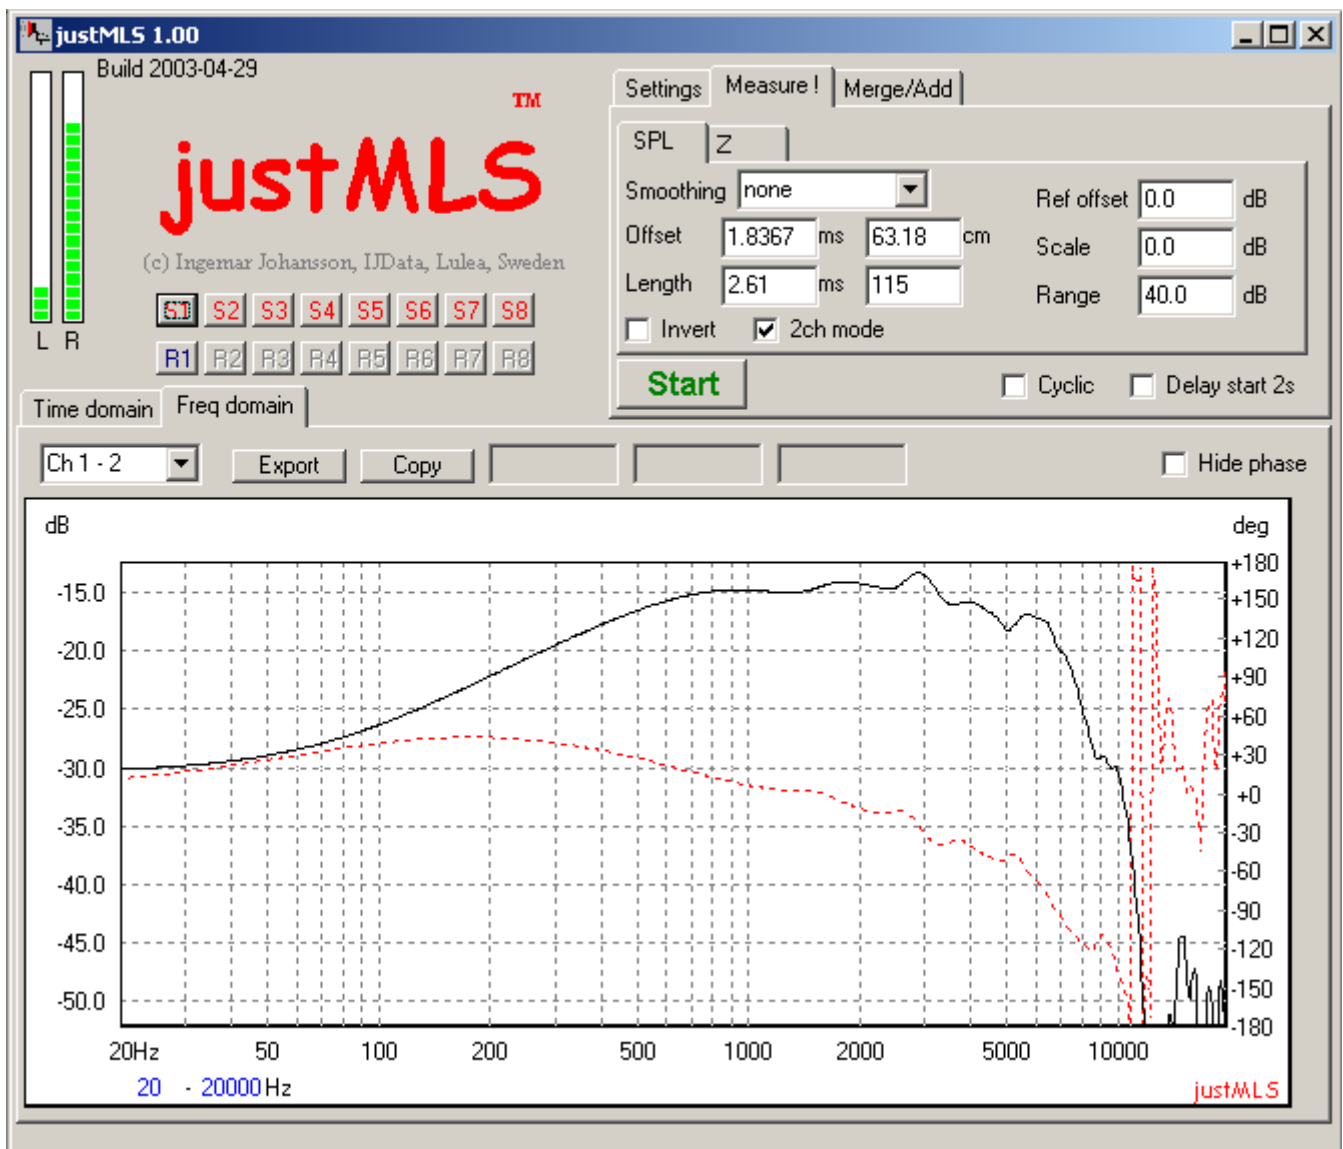 justMLS 1.00
Build 2003-04-29
TM
justMLS
(c) Ingemar Johansson, IJData, Lulea, Sweden
L R
S1 S2 S3 S4 S5 S6 S7 S8
R1 R2 R3 R4 R5 R6 R7 R8
Settings Measure ! Merge/Add
SPL Z
Smoothing none
Ref offset 0.0 dB
Offset 1.8367 ms 63.18 cm
Scale 0.0 dB
Length 2.61 ms 115
Range 40.0 dB
Invert 2ch mode
Start
Cyclic Delay start 2s
Time domain Freq domain
Ch 1 - 2 Export Copy Hide phase
dB deg
-15.0
-20.0
-25.0
-30.0
-35.0
-40.0
-45.0
-50.0
+180
+150
+120
+90
+60
+30
+0
-30
-60
-90
-120
-150
-180
20Hz 50 100 200 500 1000 2000 5000 10000
20 - 20000 Hz
justMLS